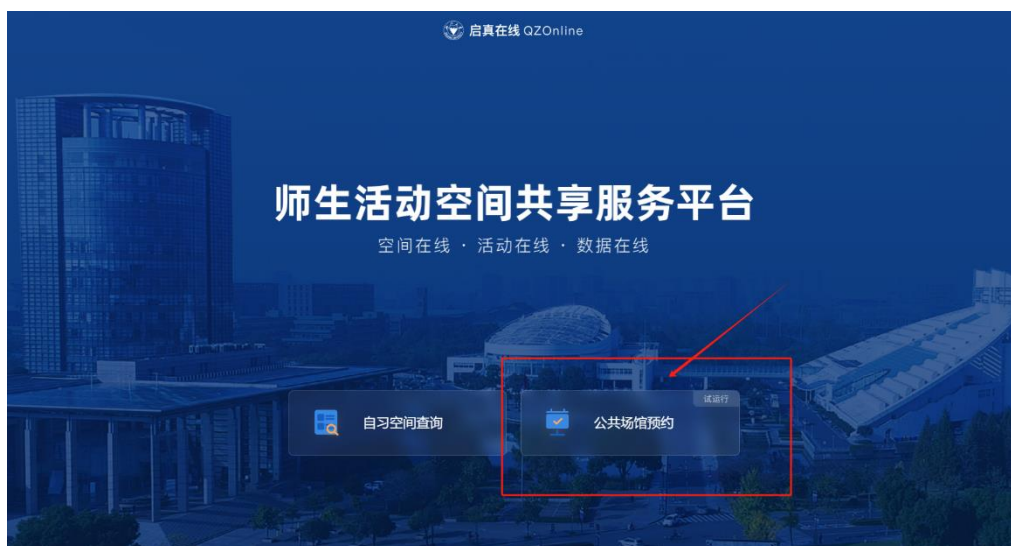 启真在线 QZOnline
师生活动空间共享服务平台
空间在线 · 活动在线 · 数据在线
自习空间查询
公共场馆预约
试运行